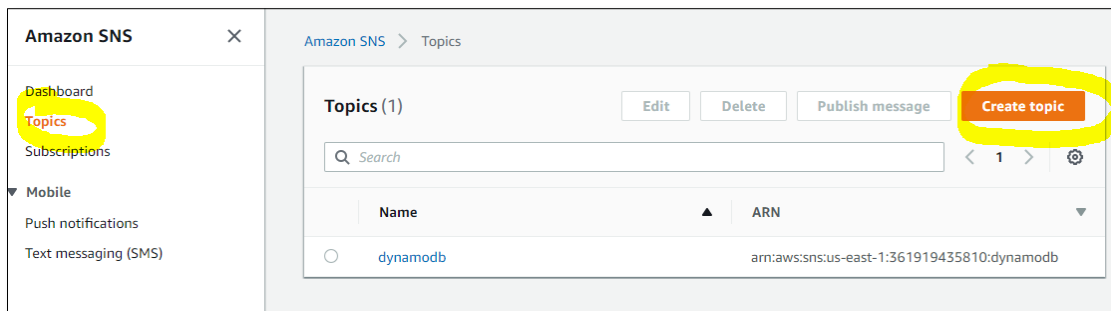 Amazon SNS
Dashboard
Topics
Subscriptions
Mobile
Push notifications
Text messaging (SMS)
Amazon SNS > Topics
Topics (1) Edit Delete Publish message Create topic
Search < 1 >
Name ARN
dynamodb arn:aws:sns:us-east-1:361919435810:dynamodb